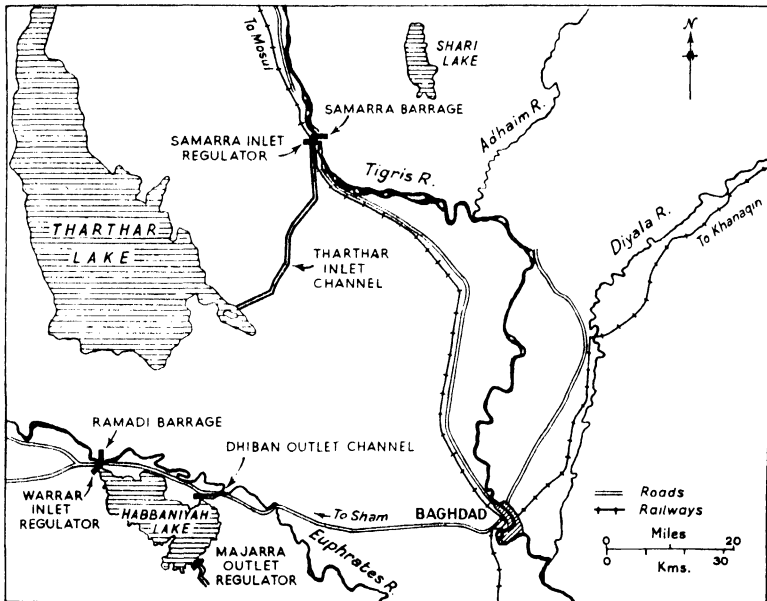 To Mosul
SHARI
LAKE
N
SAMARRA BARRAGE
SAMARRA INLET
REGULATOR
Adhaim R.
Tigris R.
Diyala R.
To Khanaqin
THARTHAR
LAKE
THARTHAR
INLET
CHANNEL
RAMADI BARRAGE
DHIBAN OUTLET CHANNEL
WARRAR
INLET
REGULATOR
HABBANIYAH
LAKE
To Sham
BAGHDAD
MAJARRA
OUTLET
REGULATOR
Euphrates R.
Roads
Railways
Miles
0 20
0 30
Kms.